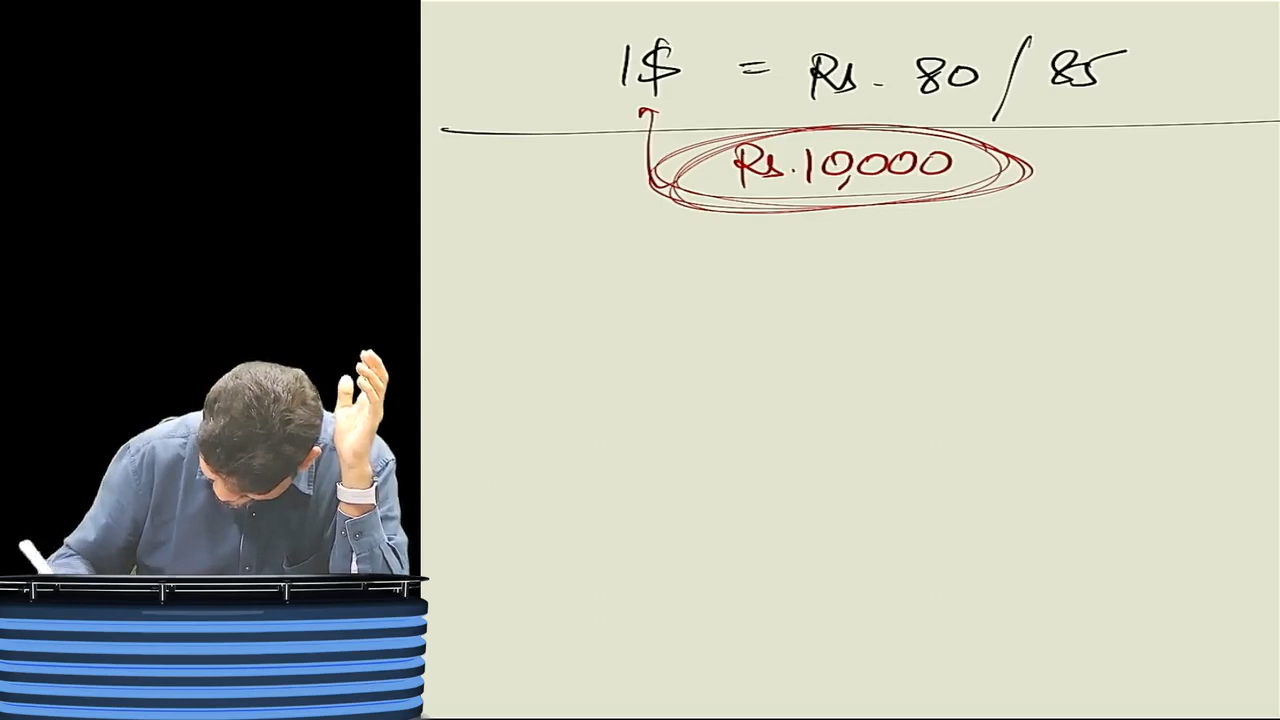 1$ = Rs. 80/85
Rs. 10,000